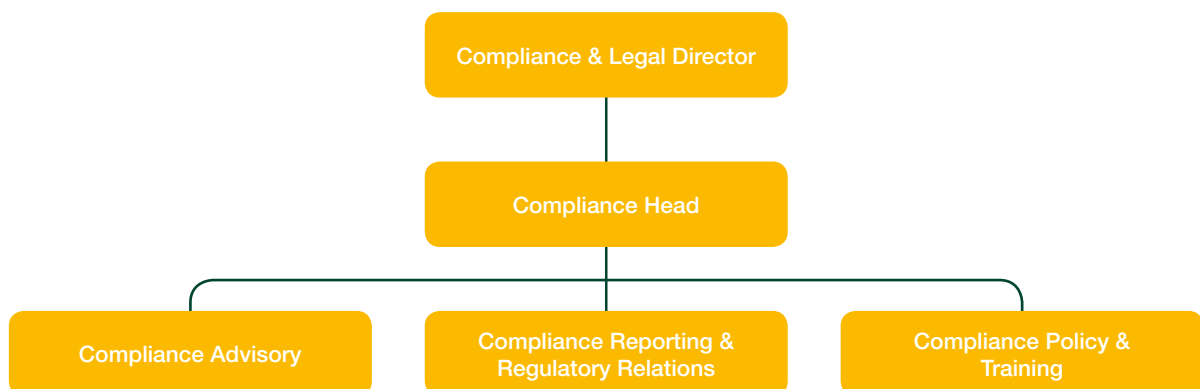 Compliance & Legal Director
Compliance Head
Compliance Advisory
Compliance Reporting &
Regulatory Relations
Compliance Policy &
Training